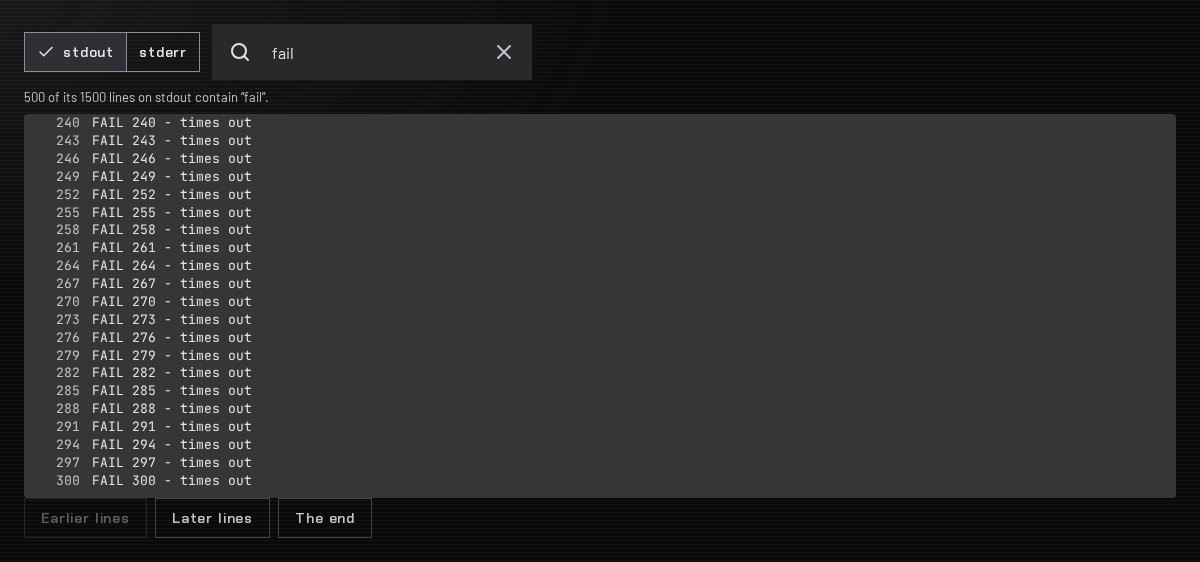 stdout stderr fail
500 of its 1500 lines on stdout contain “fail”.
240 FAIL 240 - times out
243 FAIL 243 - times out
246 FAIL 246 - times out
249 FAIL 249 - times out
252 FAIL 252 - times out
255 FAIL 255 - times out
258 FAIL 258 - times out
261 FAIL 261 - times out
264 FAIL 264 - times out
267 FAIL 267 - times out
270 FAIL 270 - times out
273 FAIL 273 - times out
276 FAIL 276 - times out
279 FAIL 279 - times out
282 FAIL 282 - times out
285 FAIL 285 - times out
288 FAIL 288 - times out
291 FAIL 291 - times out
294 FAIL 294 - times out
297 FAIL 297 - times out
300 FAIL 300 - times out
Earlier lines Later lines The end